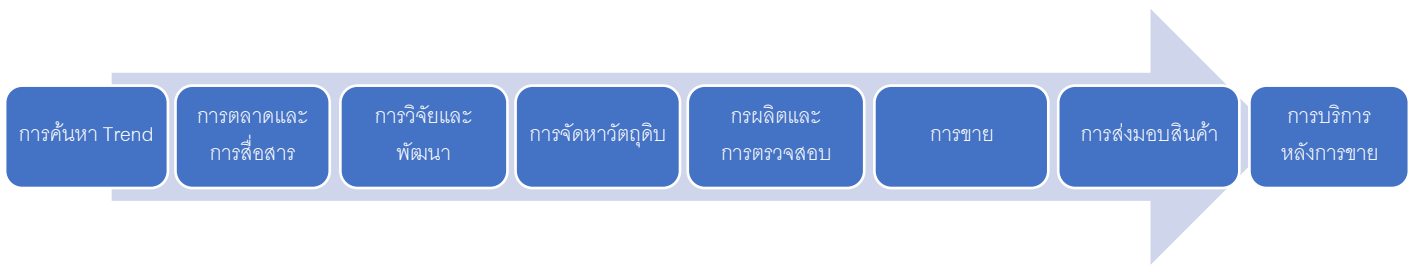 การค้นหา Trend
การตลาดและ
การสื่อสาร
การวิจัยและ
พัฒนา
การจัดหาวัตถุดิบ
กรผลิตและ
การตรวจสอบ
การขาย
การส่งมอบสินค้า
การบริการ
หลังการขาย